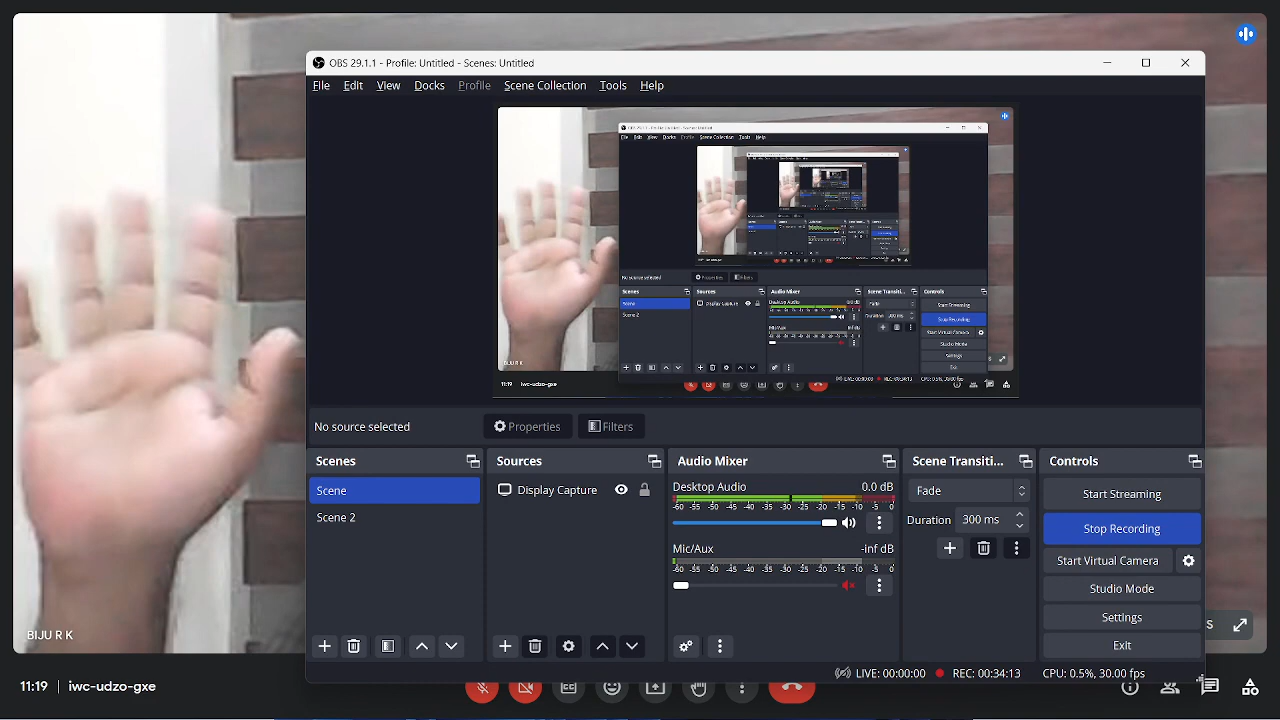 OBS 29.1.1 - Profile: Untitled - Scenes: Untitled
File Edit View Docks Profile Scene Collection Tools Help
No source selected Properties Filters
Scenes
Scene
Scene 2
Sources
Display Capture
Audio Mixer
Desktop Audio 0.0 dB
-60 -55 -50 -45 -40 -35 -30 -25 -20 -15 -10 -5 0
Mic/Aux -inf dB
-60 -55 -50 -45 -40 -35 -30 -25 -20 -15 -10 -5 0
Scene Transiti...
Fade
Duration 300 ms
Controls
Start Streaming
Stop Recording
Start Virtual Camera
Studio Mode
Settings
Exit
LIVE: 00:00:00 REC: 00:34:13 CPU: 0.5%, 30.00 fps
BIJU R K
11:19 | iwc-udzo-gxe